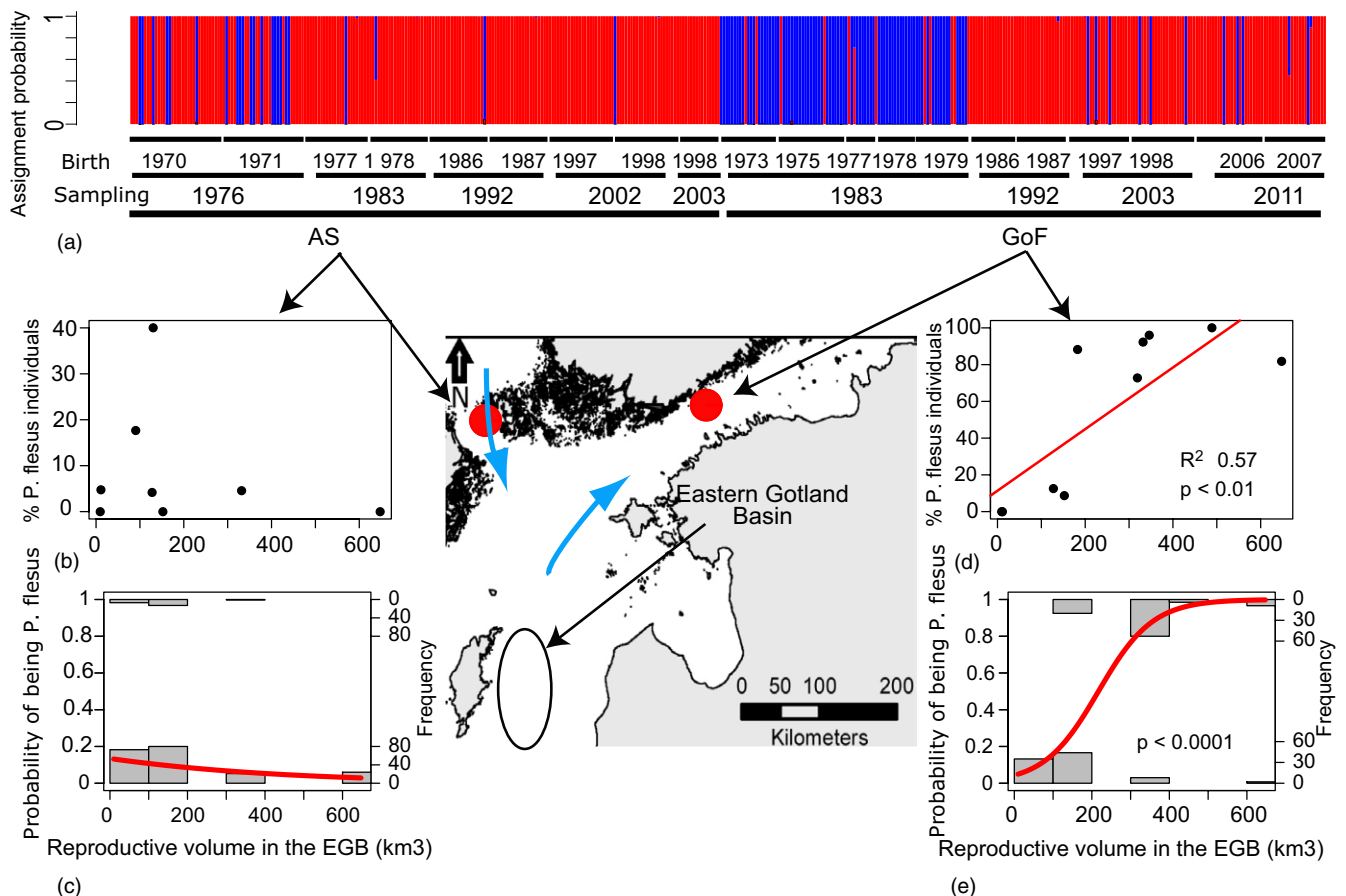 Assignment probability
1
0
Birth 1970 1971 1977 1 978 1986 1987 1997 1998 1998 1973 1975 1977 1978 1979 1986 1987 1997 1998 2006 2007
Sampling 1976 1983 1992 2002 2003 1983 1992 2003 2011
(a)
AS
GoF
% P. flesus individuals
40
30
20
10
0
0 200 400 600
(b)
N
Eastern Gotland
Basin
0 50 100 200
Kilometers
% P. flesus individuals
100
80
60
40
20
0
R2 0.57
p < 0.01
0 200 400 600
(d)
Probability of being P. flesus
1
0.8
0.6
0.4
0.2
0
0
40
80
80
40
0
Frequency
0 200 400 600
Reproductive volume in the EGB (km3)
(c)
Probability of being P. flesus
1
0.8
0.6
0.4
0.2
0
0
30
60
60
30
0
Frequency
p < 0.0001
0 200 400 600
Reproductive volume in the EGB (km3)
(e)